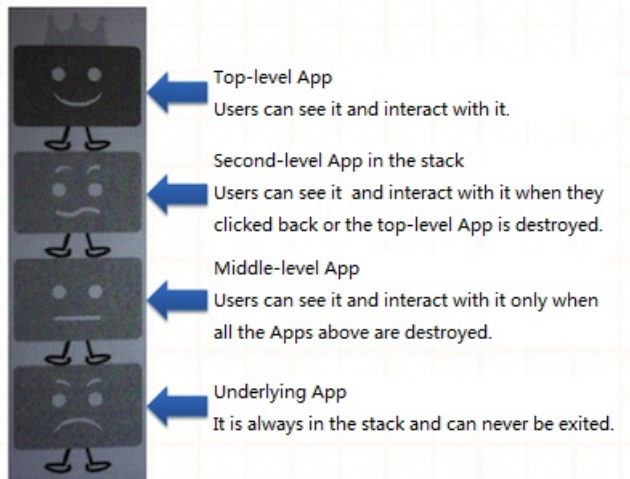 Top-level App
Users can see it and interact with it.
Second-level App in the stack
Users can see it and interact with it when they
clicked back or the top-level App is destroyed.
Middle-level App
Users can see it and interact with it only when
all the Apps above are destroyed.
Underlying App
It is always in the stack and can never be exited.